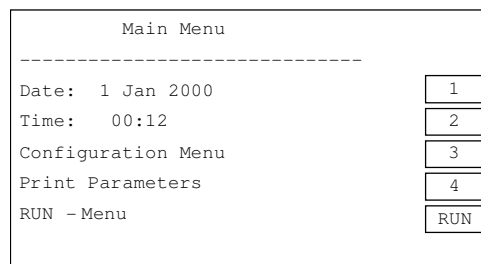 Main Menu
------------------------------
Date: 1 Jan 2000 1
Time: 00:12 2
Configuration Menu 3
Print Parameters 4
RUN - Menu RUN